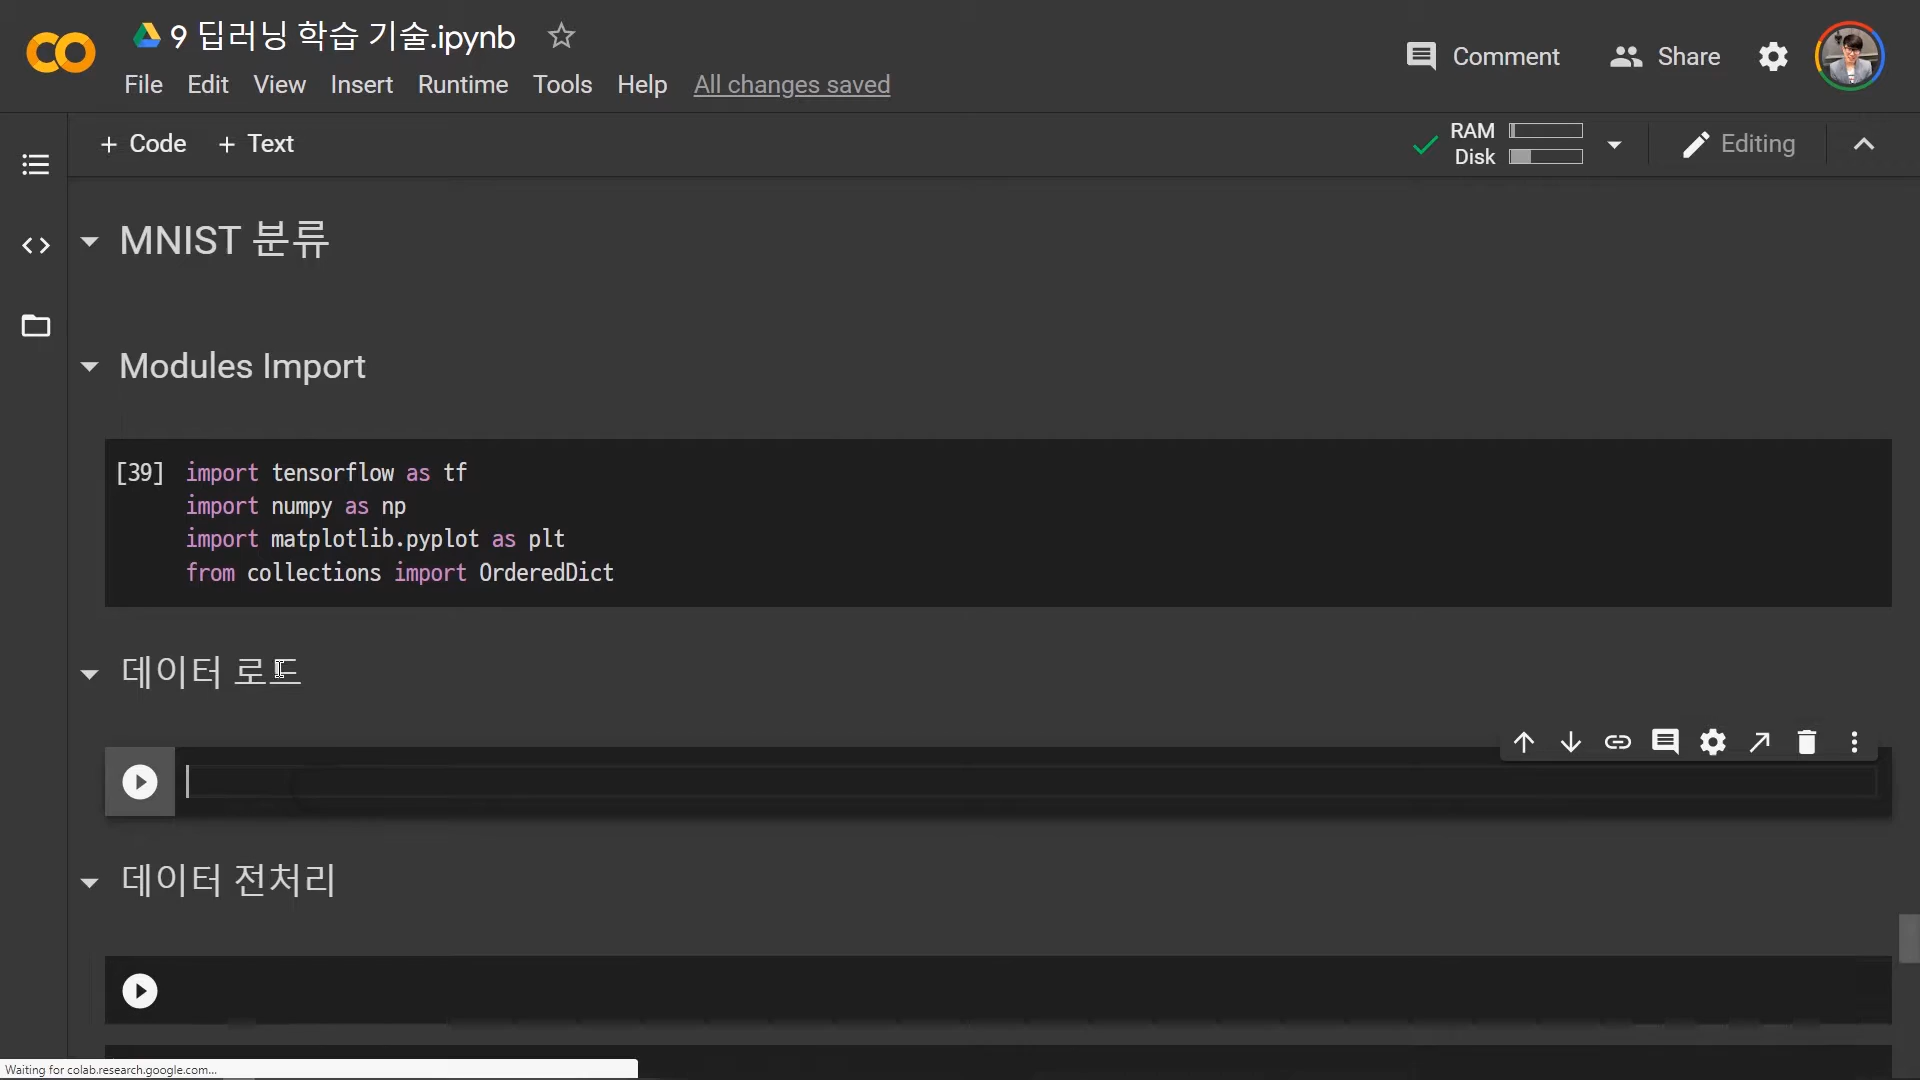 9 딥러닝 학습 기술.ipynb
Comment
Share
File Edit View Insert Runtime Tools Help All changes saved
+ Code + Text
RAM
Disk
Editing
MNIST 분류
Modules Import
[39] import tensorflow as tf
import numpy as np
import matplotlib.pyplot as plt
from collections import OrderedDict
데이터 로드
데이터 전처리
Waiting for colab.research.google.com...